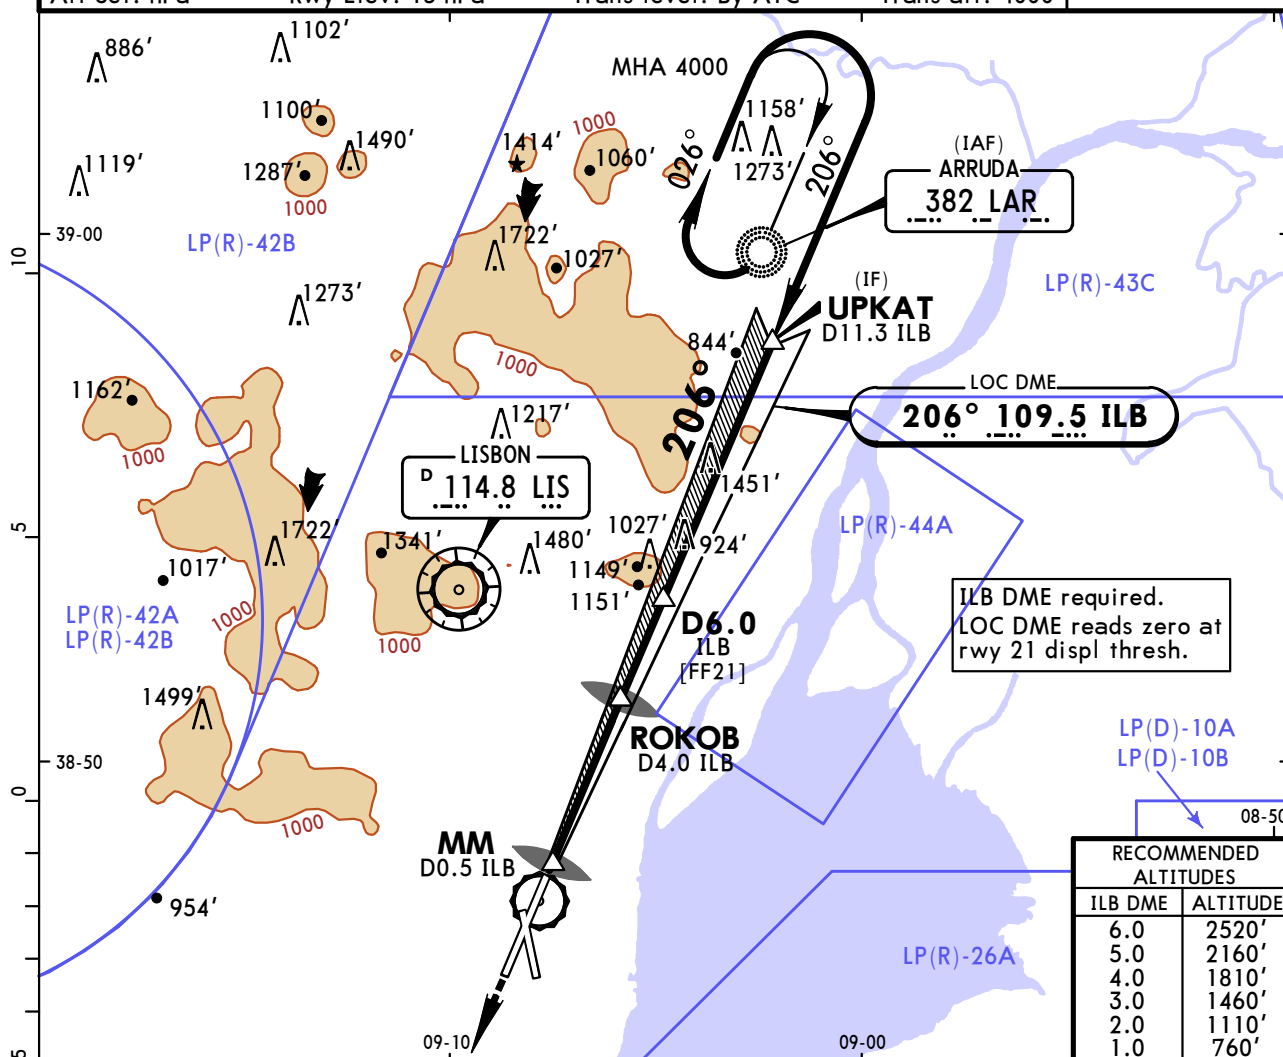 886′
1102′
MHA 4000
1100′
1490′
1414′
1000
1060′
1158′
1273′
026°
206°
(IAF)
ARRUDA
382 LAR
1119′
1287′
1000
LP(R)-42B
39-00
10
1722′
1027′
1273′
(IF)
UPKAT
D11.3 ILB
LP(R)-43C
844′
1000
206°
LOC DME
206° 109.5 ILB
1162′
1000
1217′
LISBON
D 114.8 LIS
1451′
5
1722′
1341′
1480′
1027′
924′
LP(R)-44A
1017′
1149′
1151′
LP(R)-42A
LP(R)-42B
1000
1000
D6.0
ILB
[FF21]
ILB DME required.
LOC DME reads zero at
rwy 21 displ thresh.
1499′
ROKOB
D4.0 ILB
38-50
LP(D)-10A
LP(D)-10B
0
1000
08-50
MM
D0.5 ILB
954′
RECOMMENDED
ALTITUDES
ILB DME ALTITUDE
6.0 2520′
5.0 2160′
4.0 1810′
3.0 1460′
2.0 1110′
1.0 760′
LP(R)-26A
09-10
09-00
5